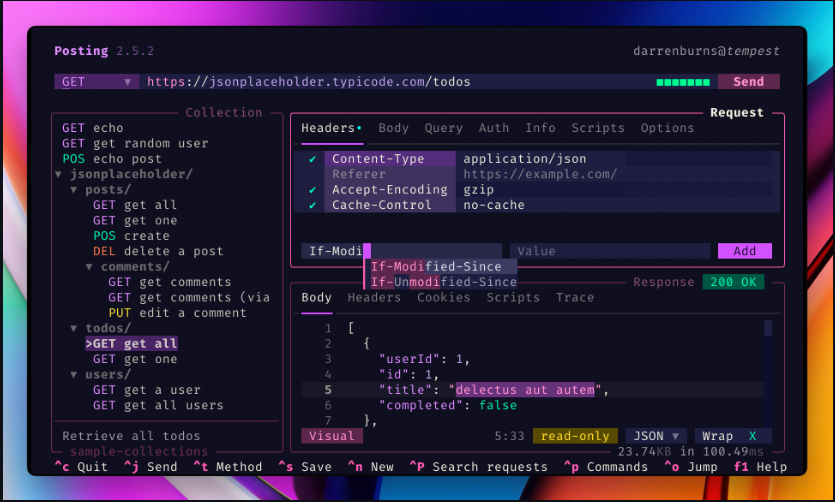 Posting 2.5.2
darrenburns@tempest
GET ▼ https://jsonplaceholder.typicode.com/todos ■■■■■■■ Send
Collection
GET echo
GET get random user
POS echo post
▼ jsonplaceholder/
▼ posts/
GET get all
GET get one
POS create
DEL delete a post
▼ comments/
GET get comments
GET get comments (via
PUT edit a comment
▼ todos/
>GET get all
GET get one
▼ users/
GET get a user
GET get all users
Retrieve all todos
sample-collections
Request
Headers• Body Query Auth Info Scripts Options
✔ Content-Type application/json
Referer https://example.com/
✔ Accept-Encoding gzip
✔ Cache-Control no-cache
If-Modi Value Add
If-Modified-Since
If-Unmodified-Since
Response 200 OK
Body Headers Cookies Scripts Trace
1 [
2 {
3 "userId": 1,
4 "id": 1,
5 "title": "delectus aut autem",
6 "completed": false
7 },
Visual 5:33 read-only JSON ▼ Wrap X
23.74KB in 100.49ms
^c Quit ^j Send ^t Method ^s Save ^n New ^P Search requests ^p Commands ^o Jump f1 Help